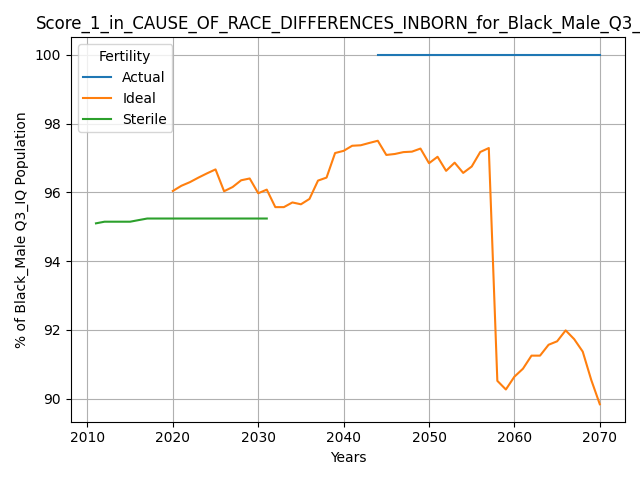 Score_1_in_CAUSE_OF_RACE_DIFFERENCES_INBORN_for_Black_Male_Q3_
Fertility
Actual
Ideal
Sterile
% of Black_Male Q3_IQ Population
100
98
96
94
92
90
2010 2020 2030 2040 2050 2060 2070
Years